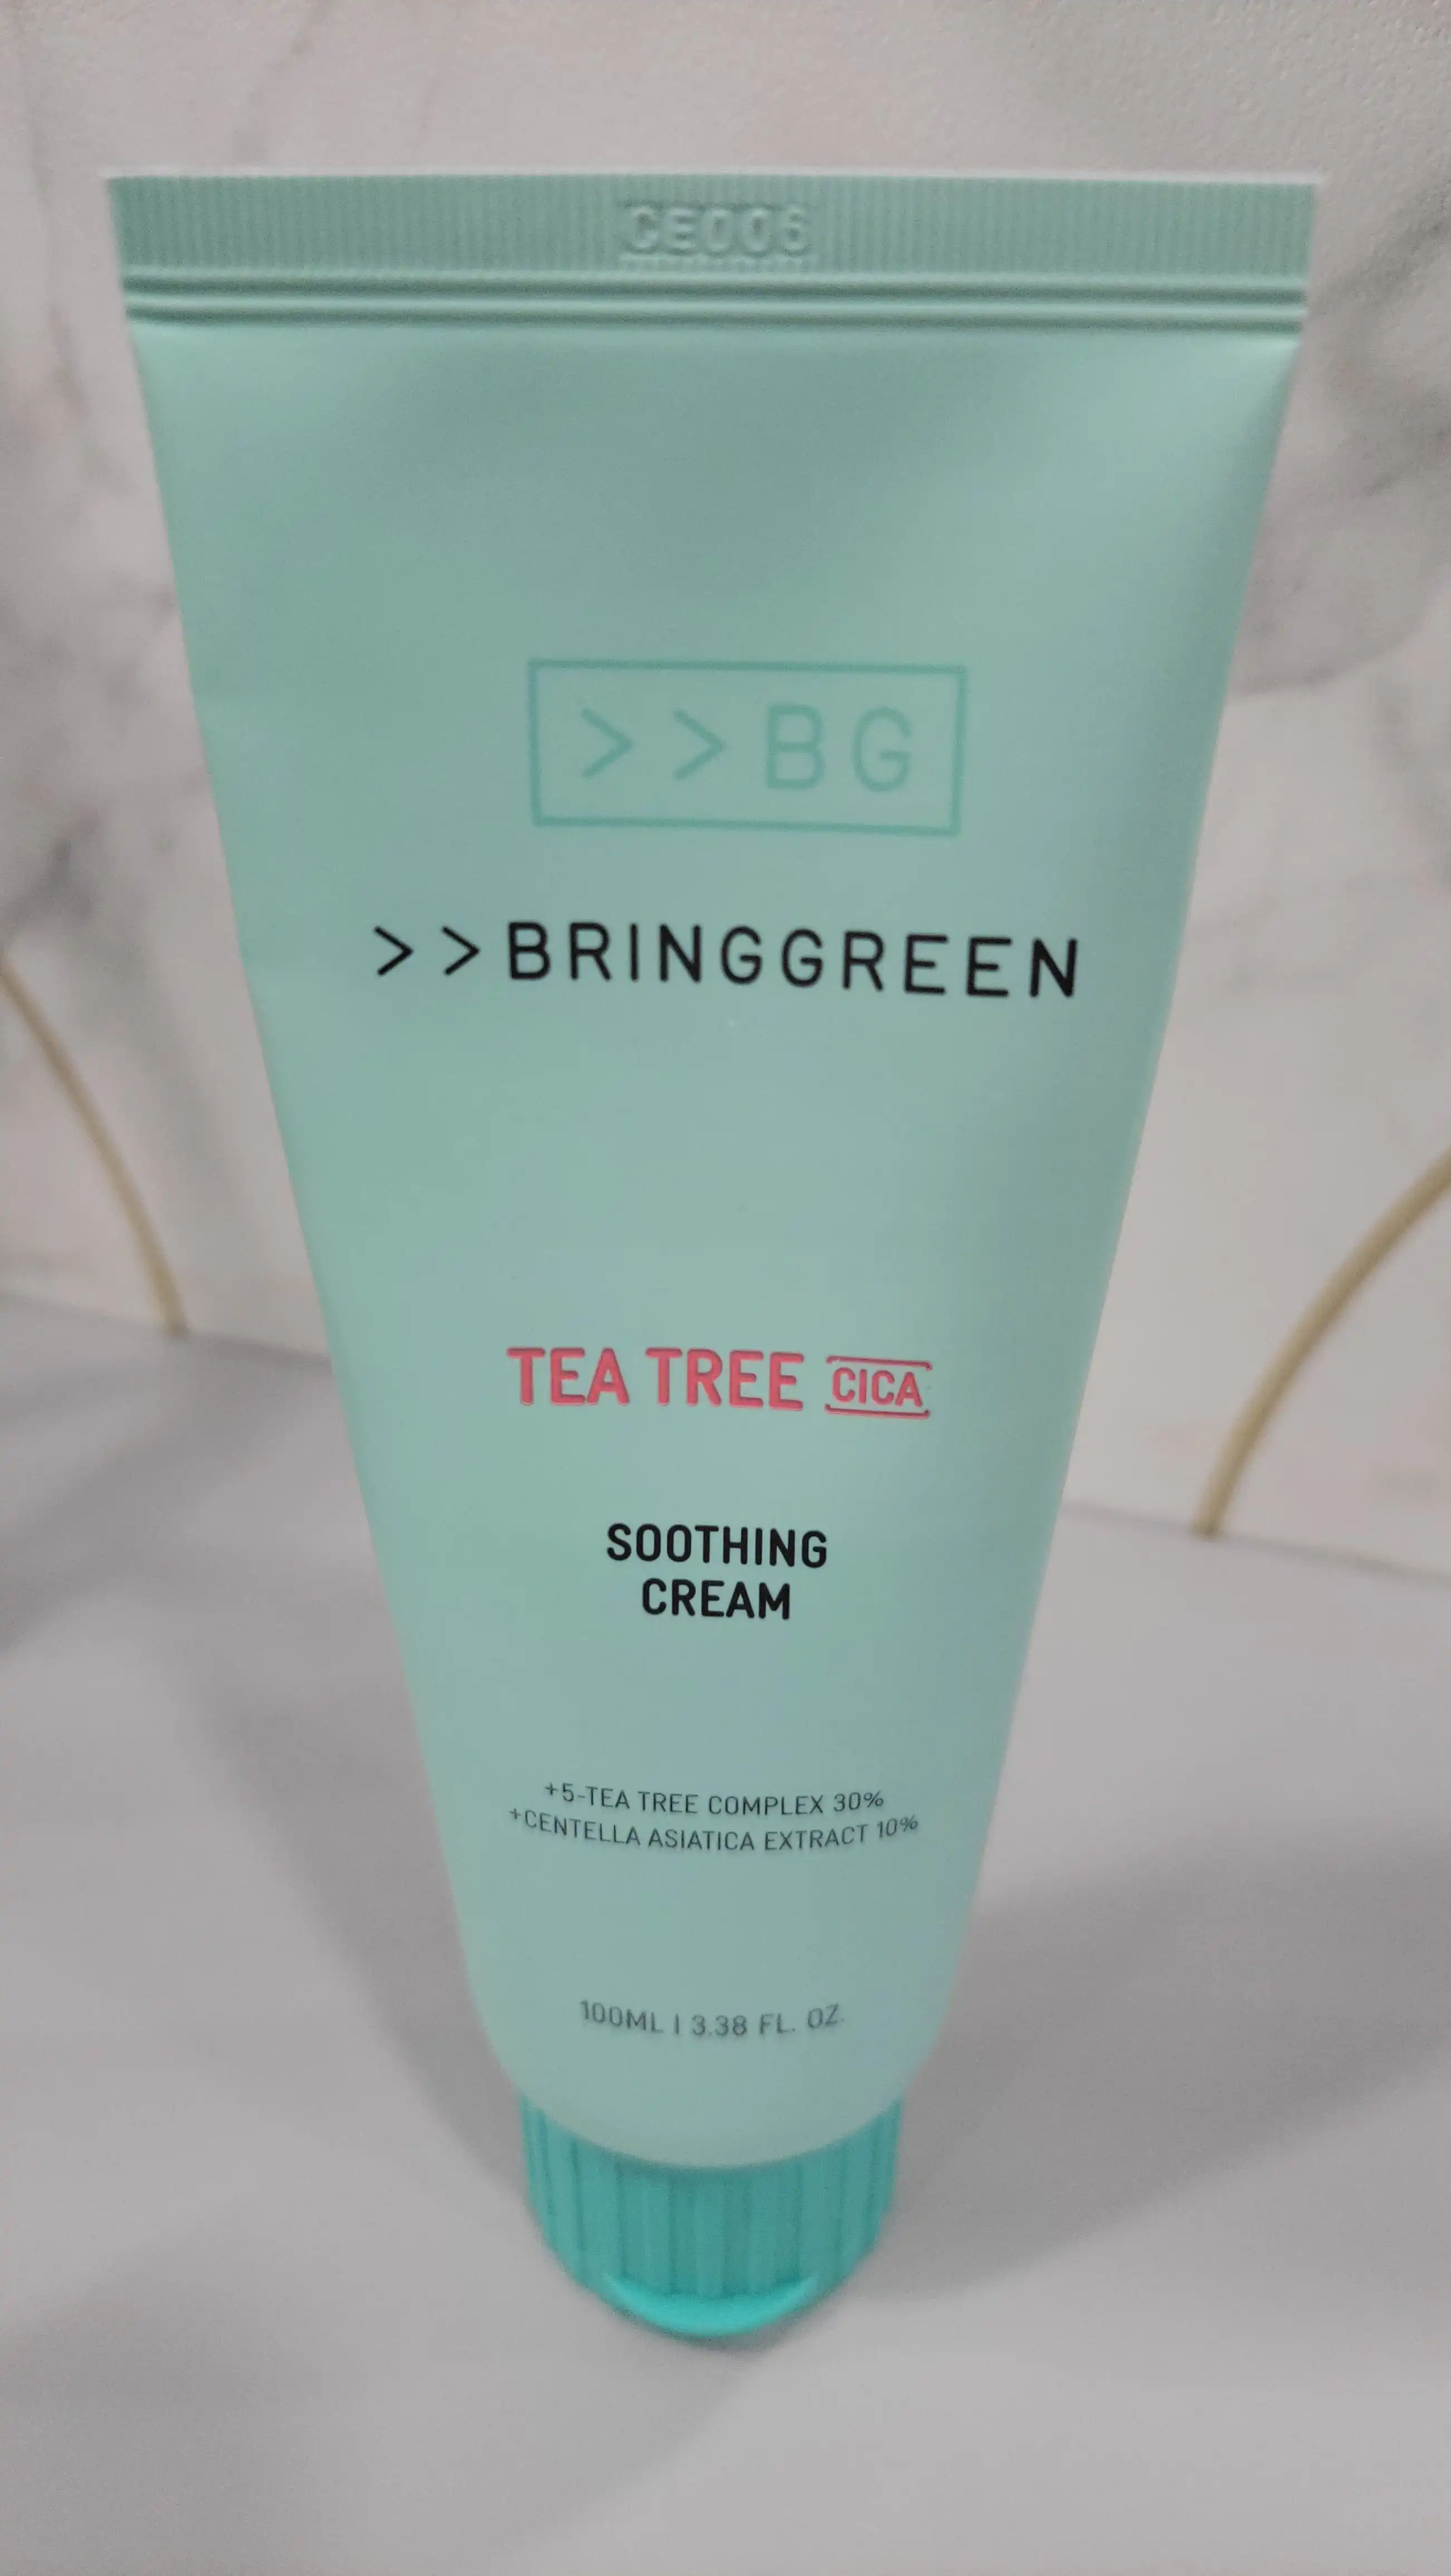 CE006
>>BG
>>BRINGGREEN
TEA TREE CICA
SOOTHING
CREAM
+5-TEA TREE COMPLEX 30%
+CENTELLA ASIATICA EXTRACT 10%
100ML | 3.38 FL. OZ.